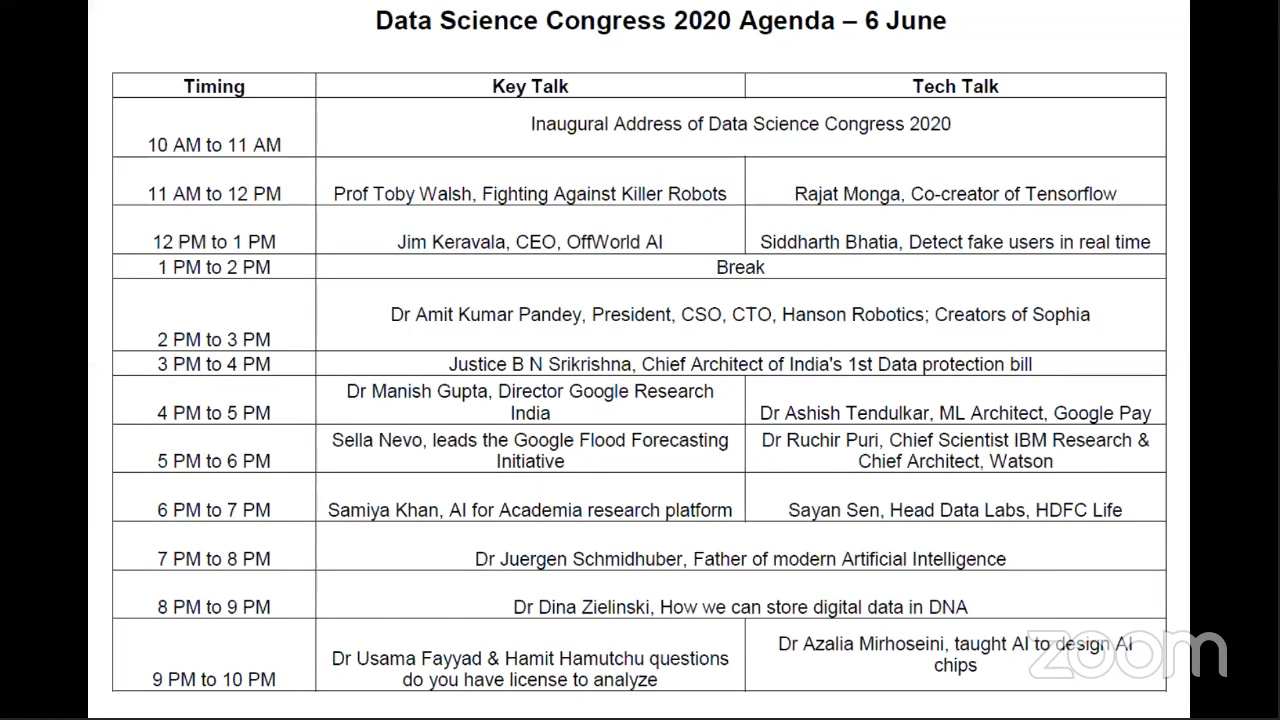 Data Science Congress 2020 Agenda – 6 June
Timing Key Talk Tech Talk
Inaugural Address of Data Science Congress 2020
10 AM to 11 AM
11 AM to 12 PM Prof Toby Walsh, Fighting Against Killer Robots Rajat Monga, Co-creator of Tensorflow
12 PM to 1 PM Jim Keravala, CEO, OffWorld AI Siddharth Bhatia, Detect fake users in real time
1 PM to 2 PM Break
Dr Amit Kumar Pandey, President, CSO, CTO, Hanson Robotics; Creators of Sophia
2 PM to 3 PM
3 PM to 4 PM Justice B N Srikrishna, Chief Architect of India's 1st Data protection bill
Dr Manish Gupta, Director Google Research
4 PM to 5 PM India Dr Ashish Tendulkar, ML Architect, Google Pay
Sella Nevo, leads the Google Flood Forecasting Dr Ruchir Puri, Chief Scientist IBM Research &
5 PM to 6 PM Initiative Chief Architect, Watson
6 PM to 7 PM Samiya Khan, AI for Academia research platform Sayan Sen, Head Data Labs, HDFC Life
7 PM to 8 PM Dr Juergen Schmidhuber, Father of modern Artificial Intelligence
8 PM to 9 PM Dr Dina Zielinski, How we can store digital data in DNA
Dr Azalia Mirhoseini, taught AI to design AI
Dr Usama Fayyad & Hamit Hamutchu questions chips
9 PM to 10 PM do you have license to analyze
zoom